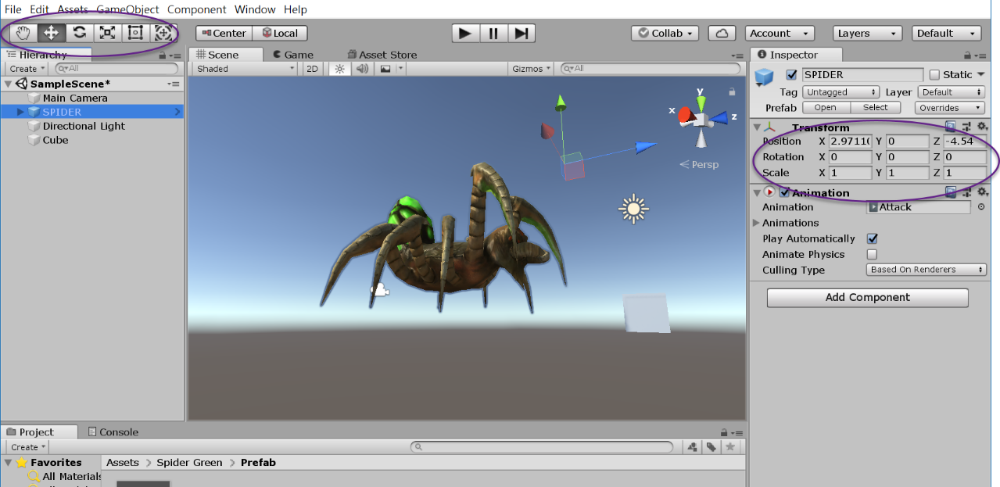 File Edit Assets GameObject Component Window Help
Center Local Collab Account Layers Default
Hierarchy
Create All
SampleScene*
Main Camera
SPIDER
Directional Light
Cube
Scene Game Asset Store
Shaded 2D Gizmos All
y
x
z
Persp
Inspector
SPIDER Static
Tag Untagged Layer Default
Prefab Open Select Overrides
Transform
Position X 2.9711( Y 0 Z -4.54
Rotation X 0 Y 0 Z 0
Scale X 1 Y 1 Z 1
Animation
Animation Attack
Animations
Play Automatically
Animate Physics
Culling Type Based On Renderers
Add Component
Project Console
Create
Favorites
All Materials
Assets Spider Green Prefab